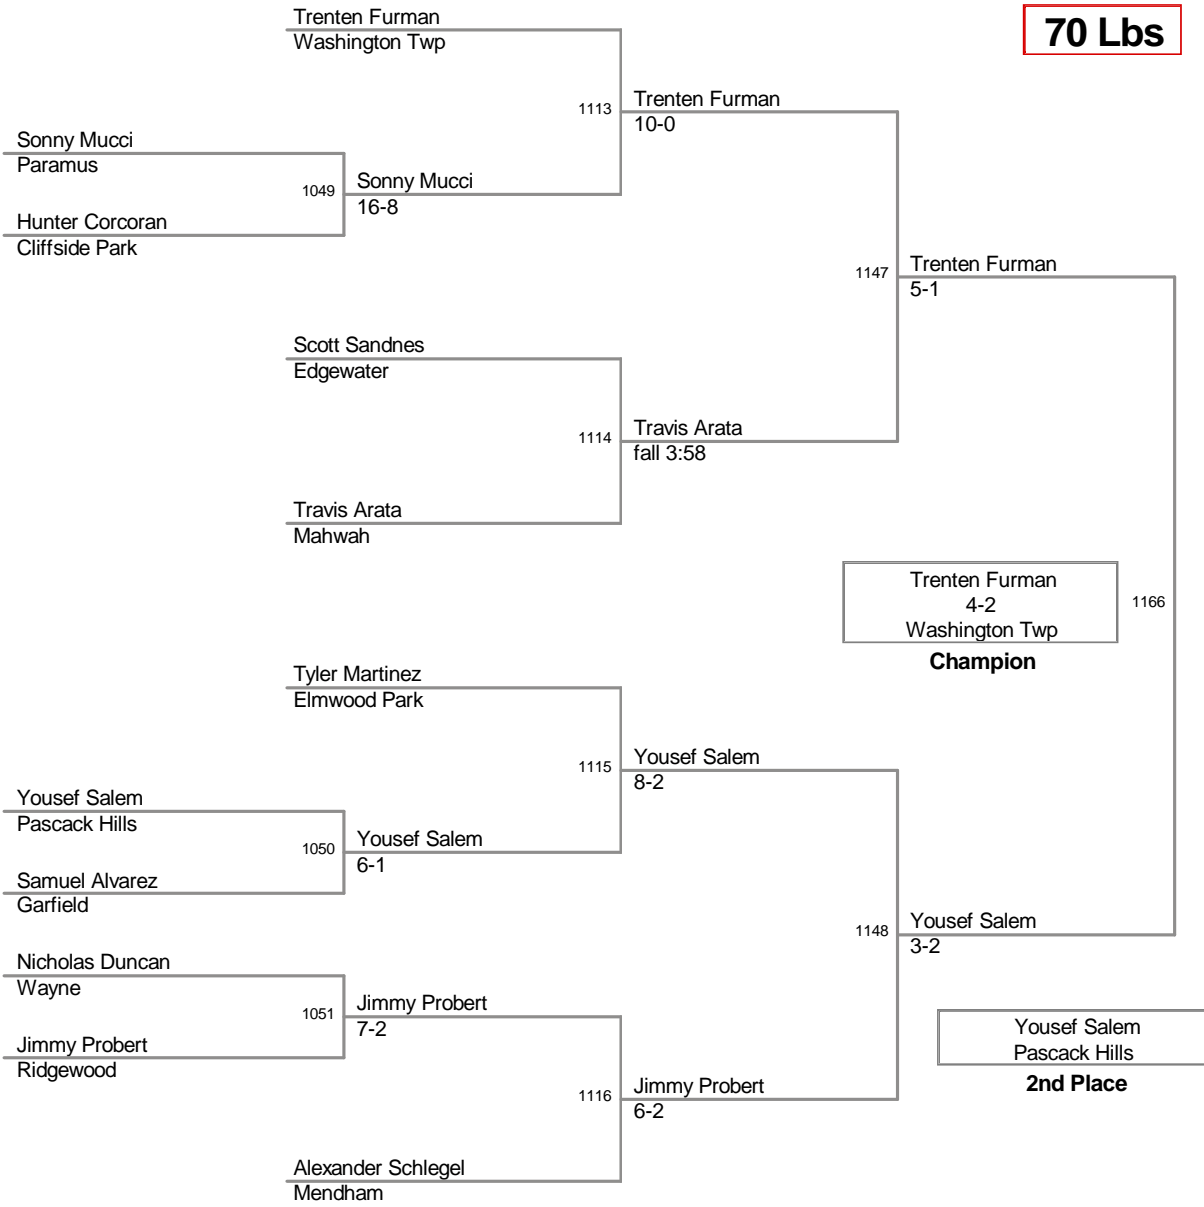 Trenten Furman
Washington Twp
70 Lbs
1113
Trenten Furman
10-0
Sonny Mucci
Paramus
1049
Sonny Mucci
16-8
Hunter Corcoran
Cliffside Park
1147
Trenten Furman
5-1
Scott Sandnes
Edgewater
1114
Travis Arata
fall 3:58
Travis Arata
Mahwah
Trenten Furman
4-2
Washington Twp
1166
Champion
Tyler Martinez
Elmwood Park
1115
Yousef Salem
8-2
Yousef Salem
Pascack Hills
1050
Yousef Salem
6-1
Samuel Alvarez
Garfield
1148
Yousef Salem
3-2
Nicholas Duncan
Wayne
1051
Jimmy Probert
7-2
Jimmy Probert
Ridgewood
Yousef Salem
Pascack Hills
2nd Place
1116
Jimmy Probert
6-2
Alexander Schlegel
Mendham